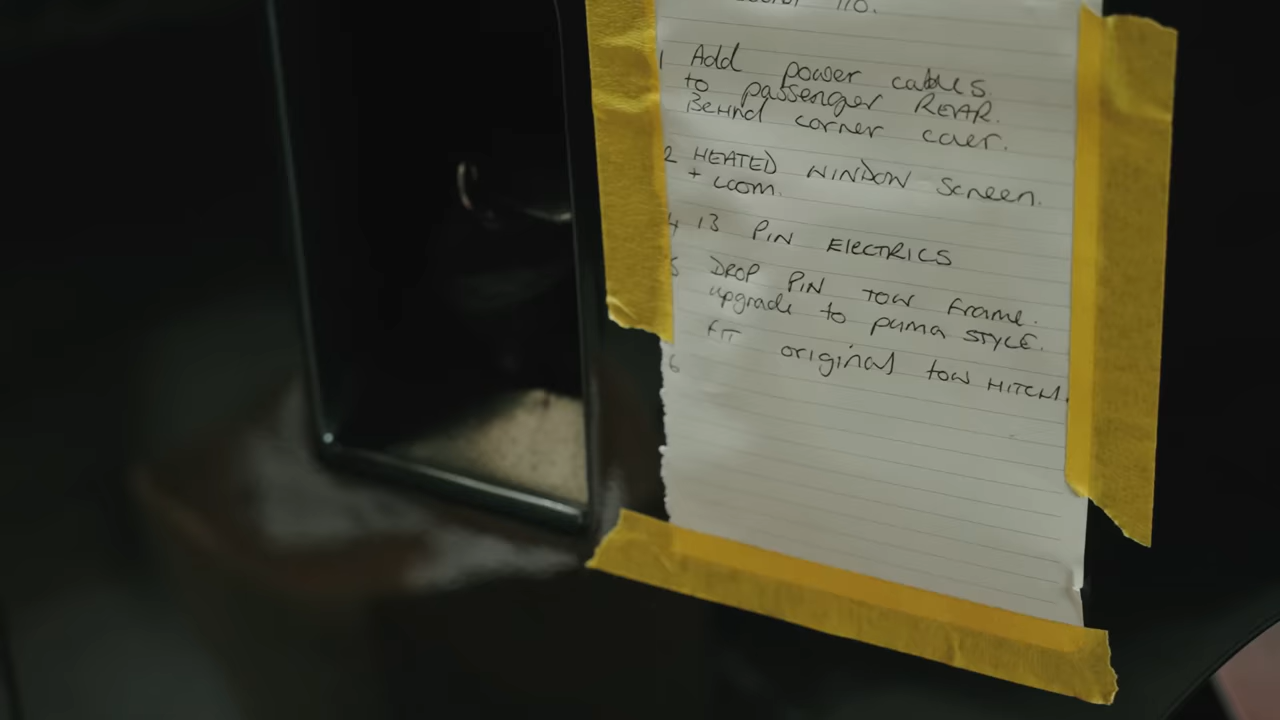 110.
1 Add power cables.
to passenger REAR.
Behind corner cover.
2 HEATED WINDOW Screen.
+ LOOM.
4 13 PIN ElecTRICS
5 DROP PIN TOW frame.
upgrade to puma STYLE.
FIT original tow HITCH.
6